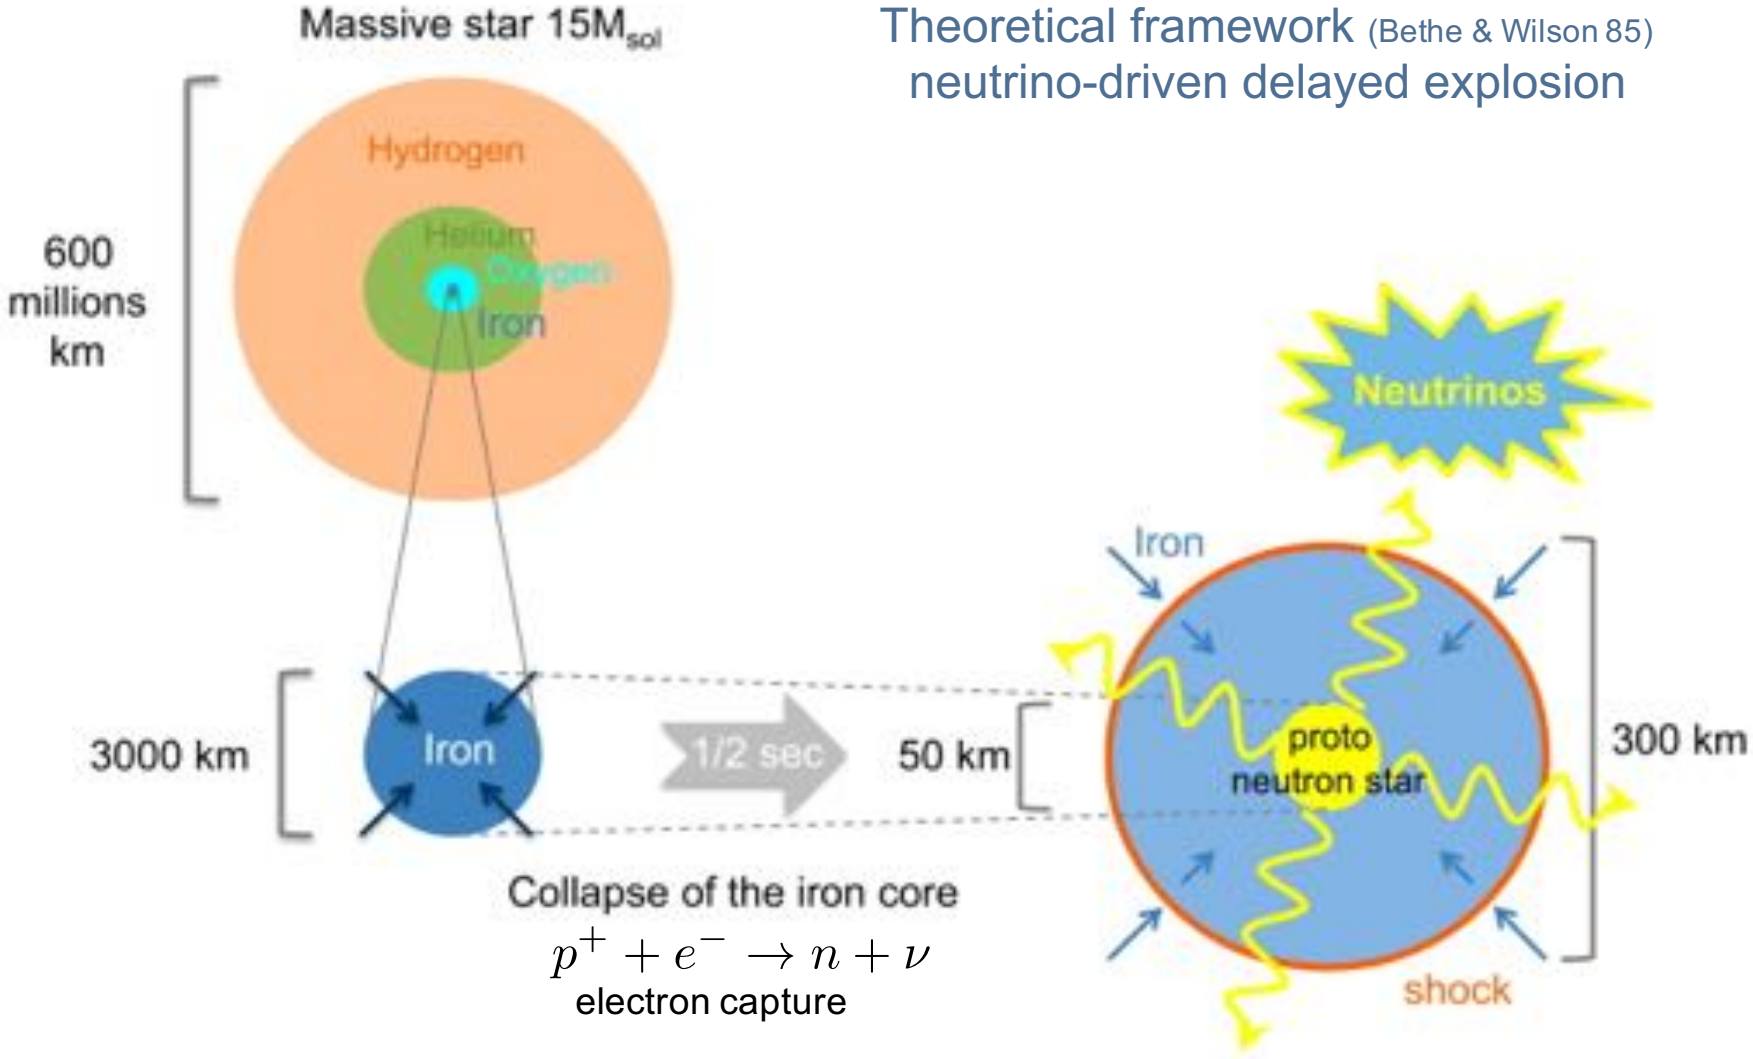 Massive star 15M_sol
Theoretical framework (Bethe & Wilson 85)
neutrino-driven delayed explosion
Hydrogen
Helium
Oxygen
Iron
600
millions
km
Neutrinos
Iron
3000 km
Iron
1/2 sec
50 km
proto
neutron star
300 km
Collapse of the iron core
p⁺ + e⁻ → n + ν
electron capture
shock